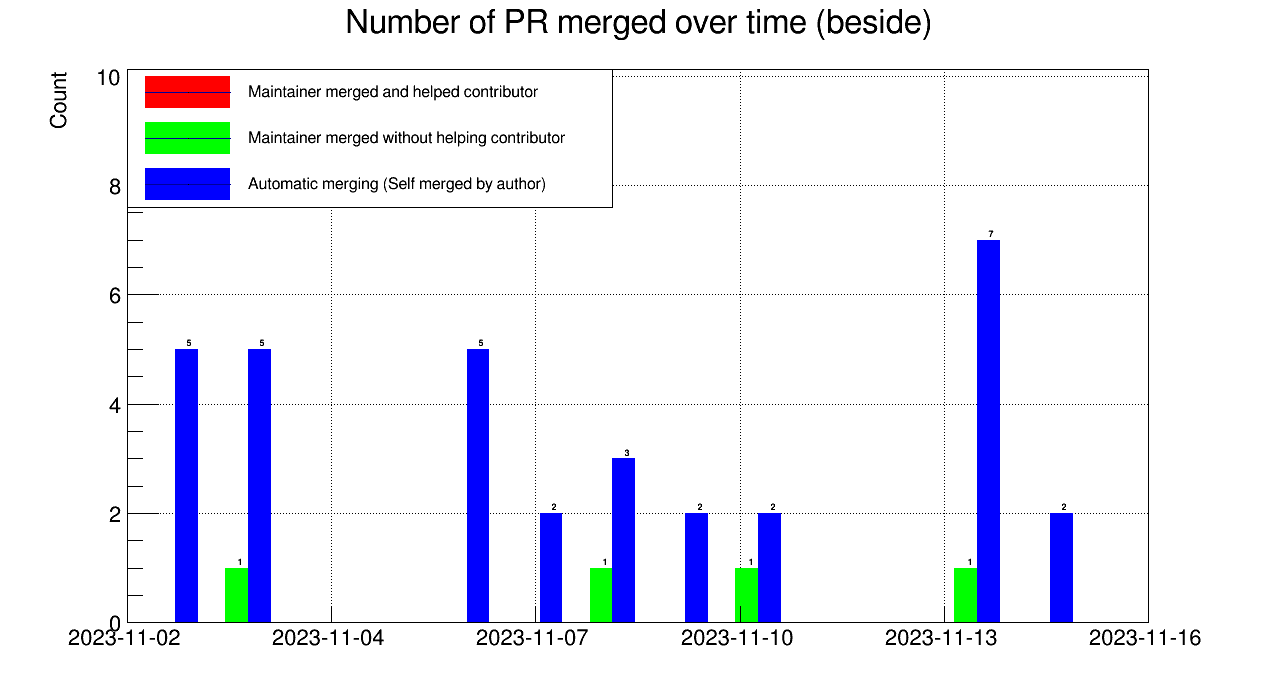 Number of PR merged over time (beside)
Count
10
Maintainer merged and helped contributor
Maintainer merged without helping contributor
8
Automatic merging (Self merged by author)
7
6
5 5 5
4
3
2
2 2 2 2
1 1 1 1
0
2023-11-02 2023-11-04 2023-11-07 2023-11-10 2023-11-13 2023-11-16